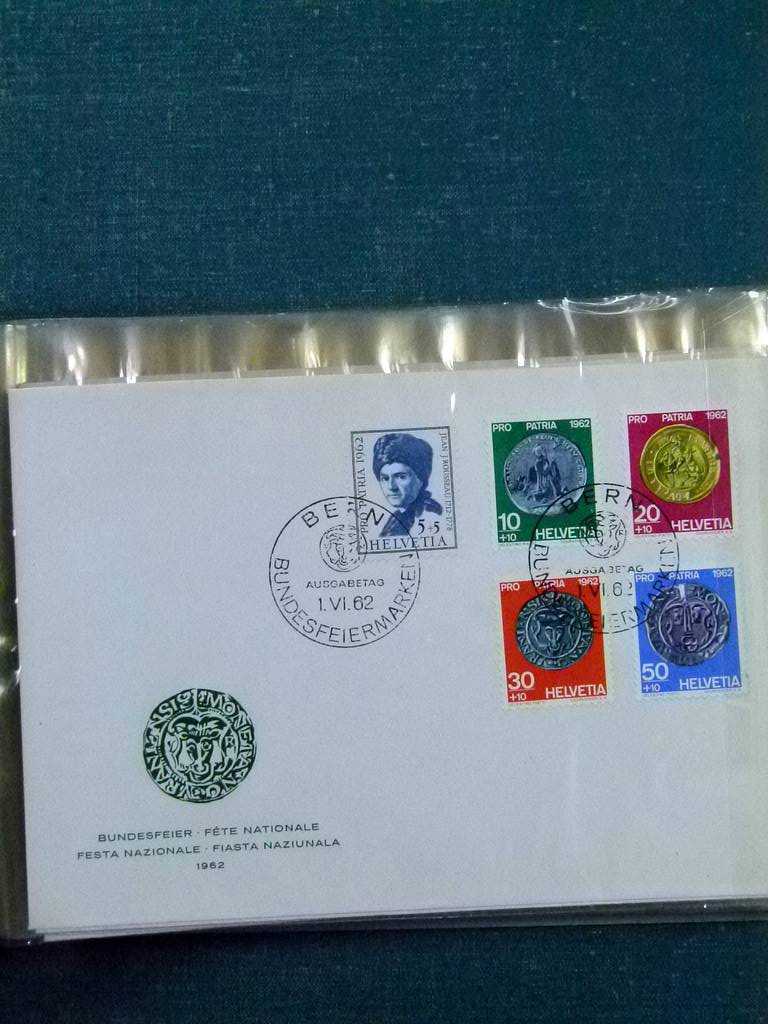 PRO PATRIA 1962
JEAN J. ROUSSEAU 1712-1778
5+5
HELVETIA
PRO PATRIA 1962
10
+10 HELVETIA
PRO PATRIA 1962
20
+10 HELVETIA
BERN
AUSGABETAG
1.VI.62
BUNDESFEIERMARKEN
BERN
AUSGABETAG
1.VI.62
BUNDESFEIERMARKEN
PRO PATRIA 1962
30
+10 HELVETIA
PRO PATRIA 1962
50
+10 HELVETIA
BUNDESFEIER · FÊTE NATIONALE
FESTA NAZIONALE · FIASTA NAZIUNALA
1962